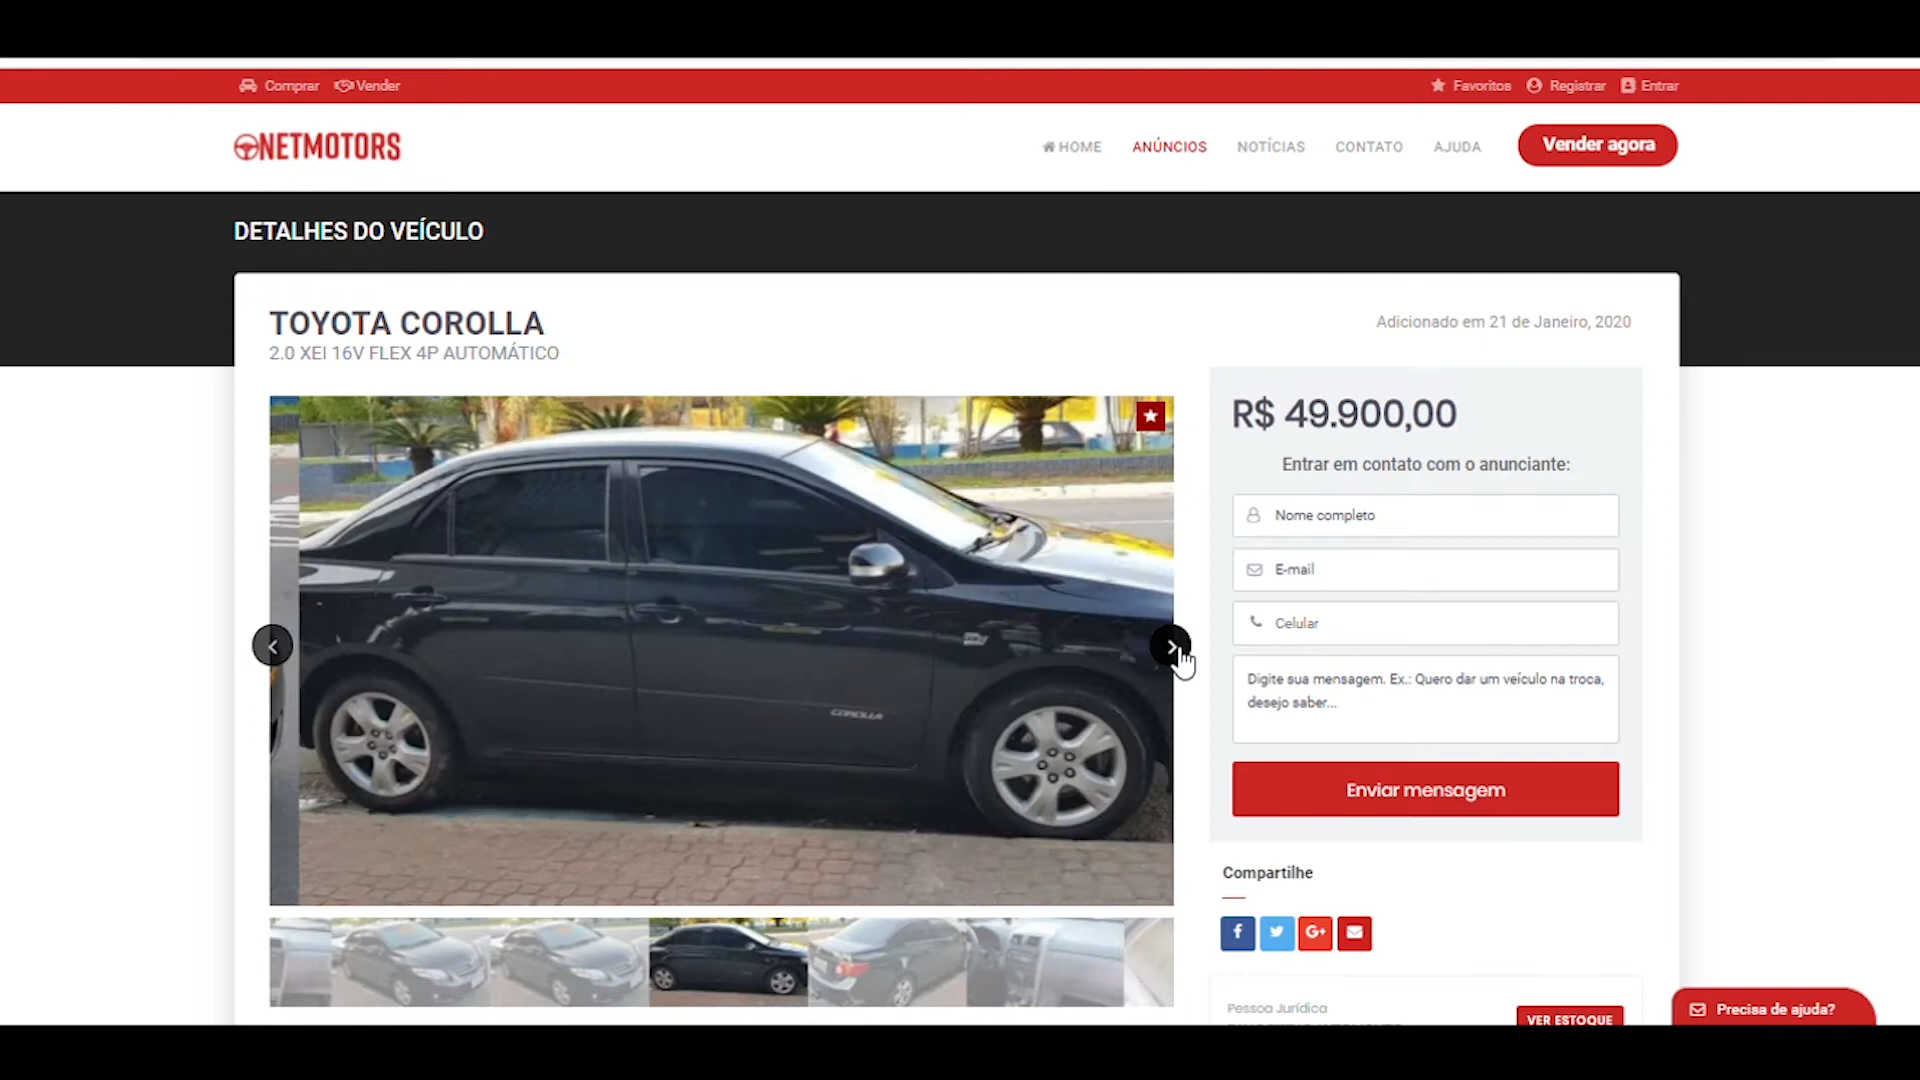 Comprar Vender
Favoritos Registrar Entrar
NETMOTORS
HOME ANÚNCIOS NOTÍCIAS CONTATO AJUDA Vender agora
DETALHES DO VEÍCULO
TOYOTA COROLLA
2.0 XEI 16V FLEX 4P AUTOMÁTICO
Adicionado em 21 de Janeiro, 2020
COROLLA
R$ 49.900,00
Entrar em contato com o anunciante:
Nome completo
E-mail
Celular
Digite sua mensagem. Ex.: Quero dar um veículo na troca,
desejo saber...
Enviar mensagem
Compartilhe
f
G+
Pessoa Jurídica
VER ESTOQUE
Precisa de ajuda?